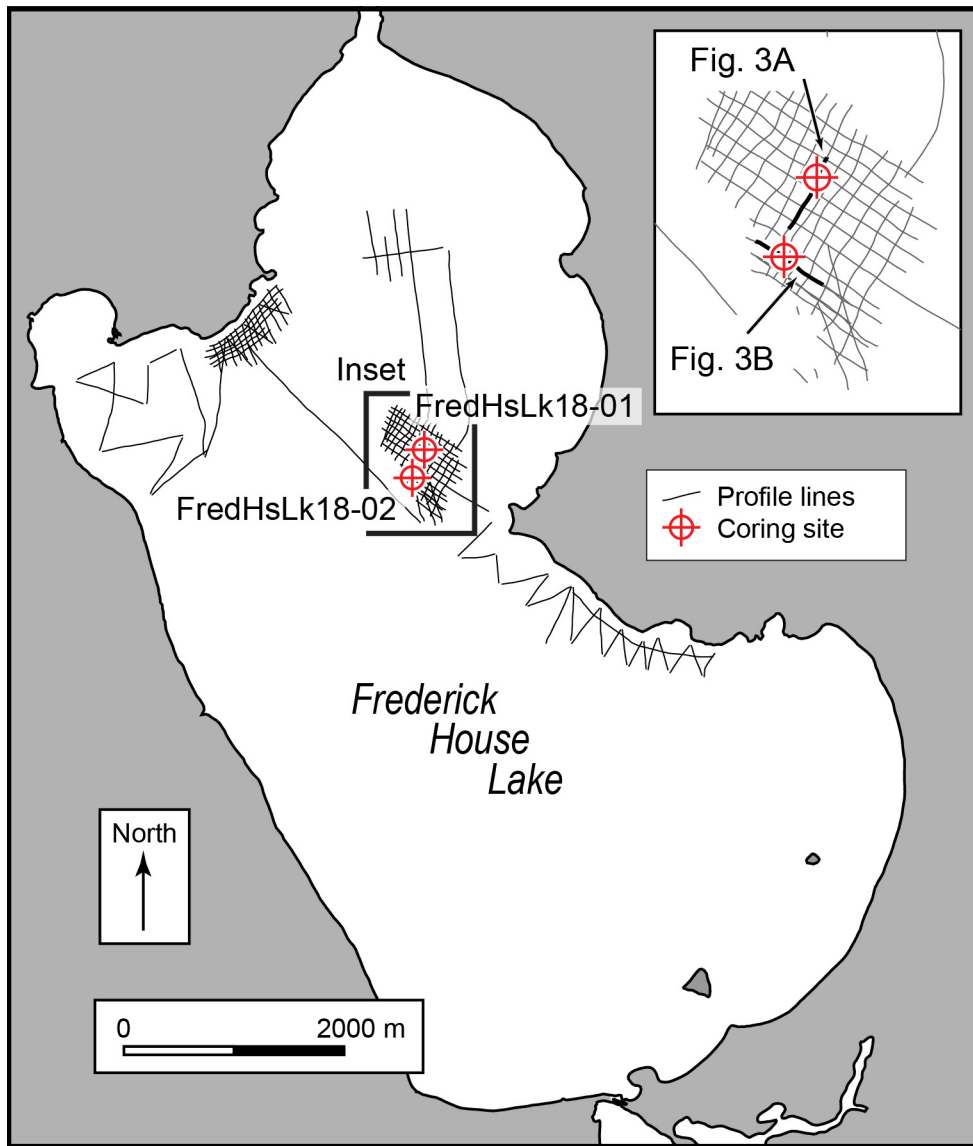 Fig. 3A
Fig. 3B
Inset
FredHsLk18-01
FredHsLk18-02
Profile lines
Coring site
Frederick
House
Lake
North
0 2000 m